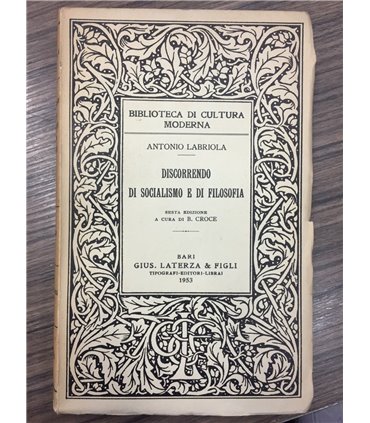 BIBLIOTECA DI CULTURA
MODERNA
ANTONIO LABRIOLA
DISCORRENDO
DI SOCIALISMO E DI FILOSOFIA
SESTA EDIZIONE
A CURA DI B. CROCE
BARI
GIUS. LATERZA & FIGLI
TIPOGRAFI-EDITORI-LIBRAI
1953